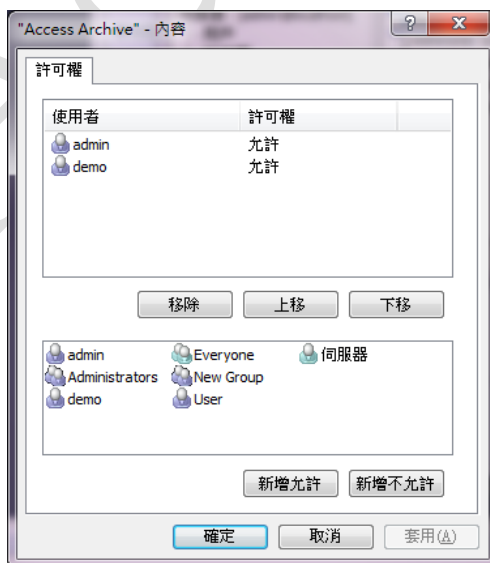 "Access Archive" - 內容
許可權
使用者 許可權
admin 允許
demo 允許
移除 上移 下移
admin Everyone 伺服器
Administrators New Group
demo User
新增允許 新增不允許
確定 取消 套用(A)